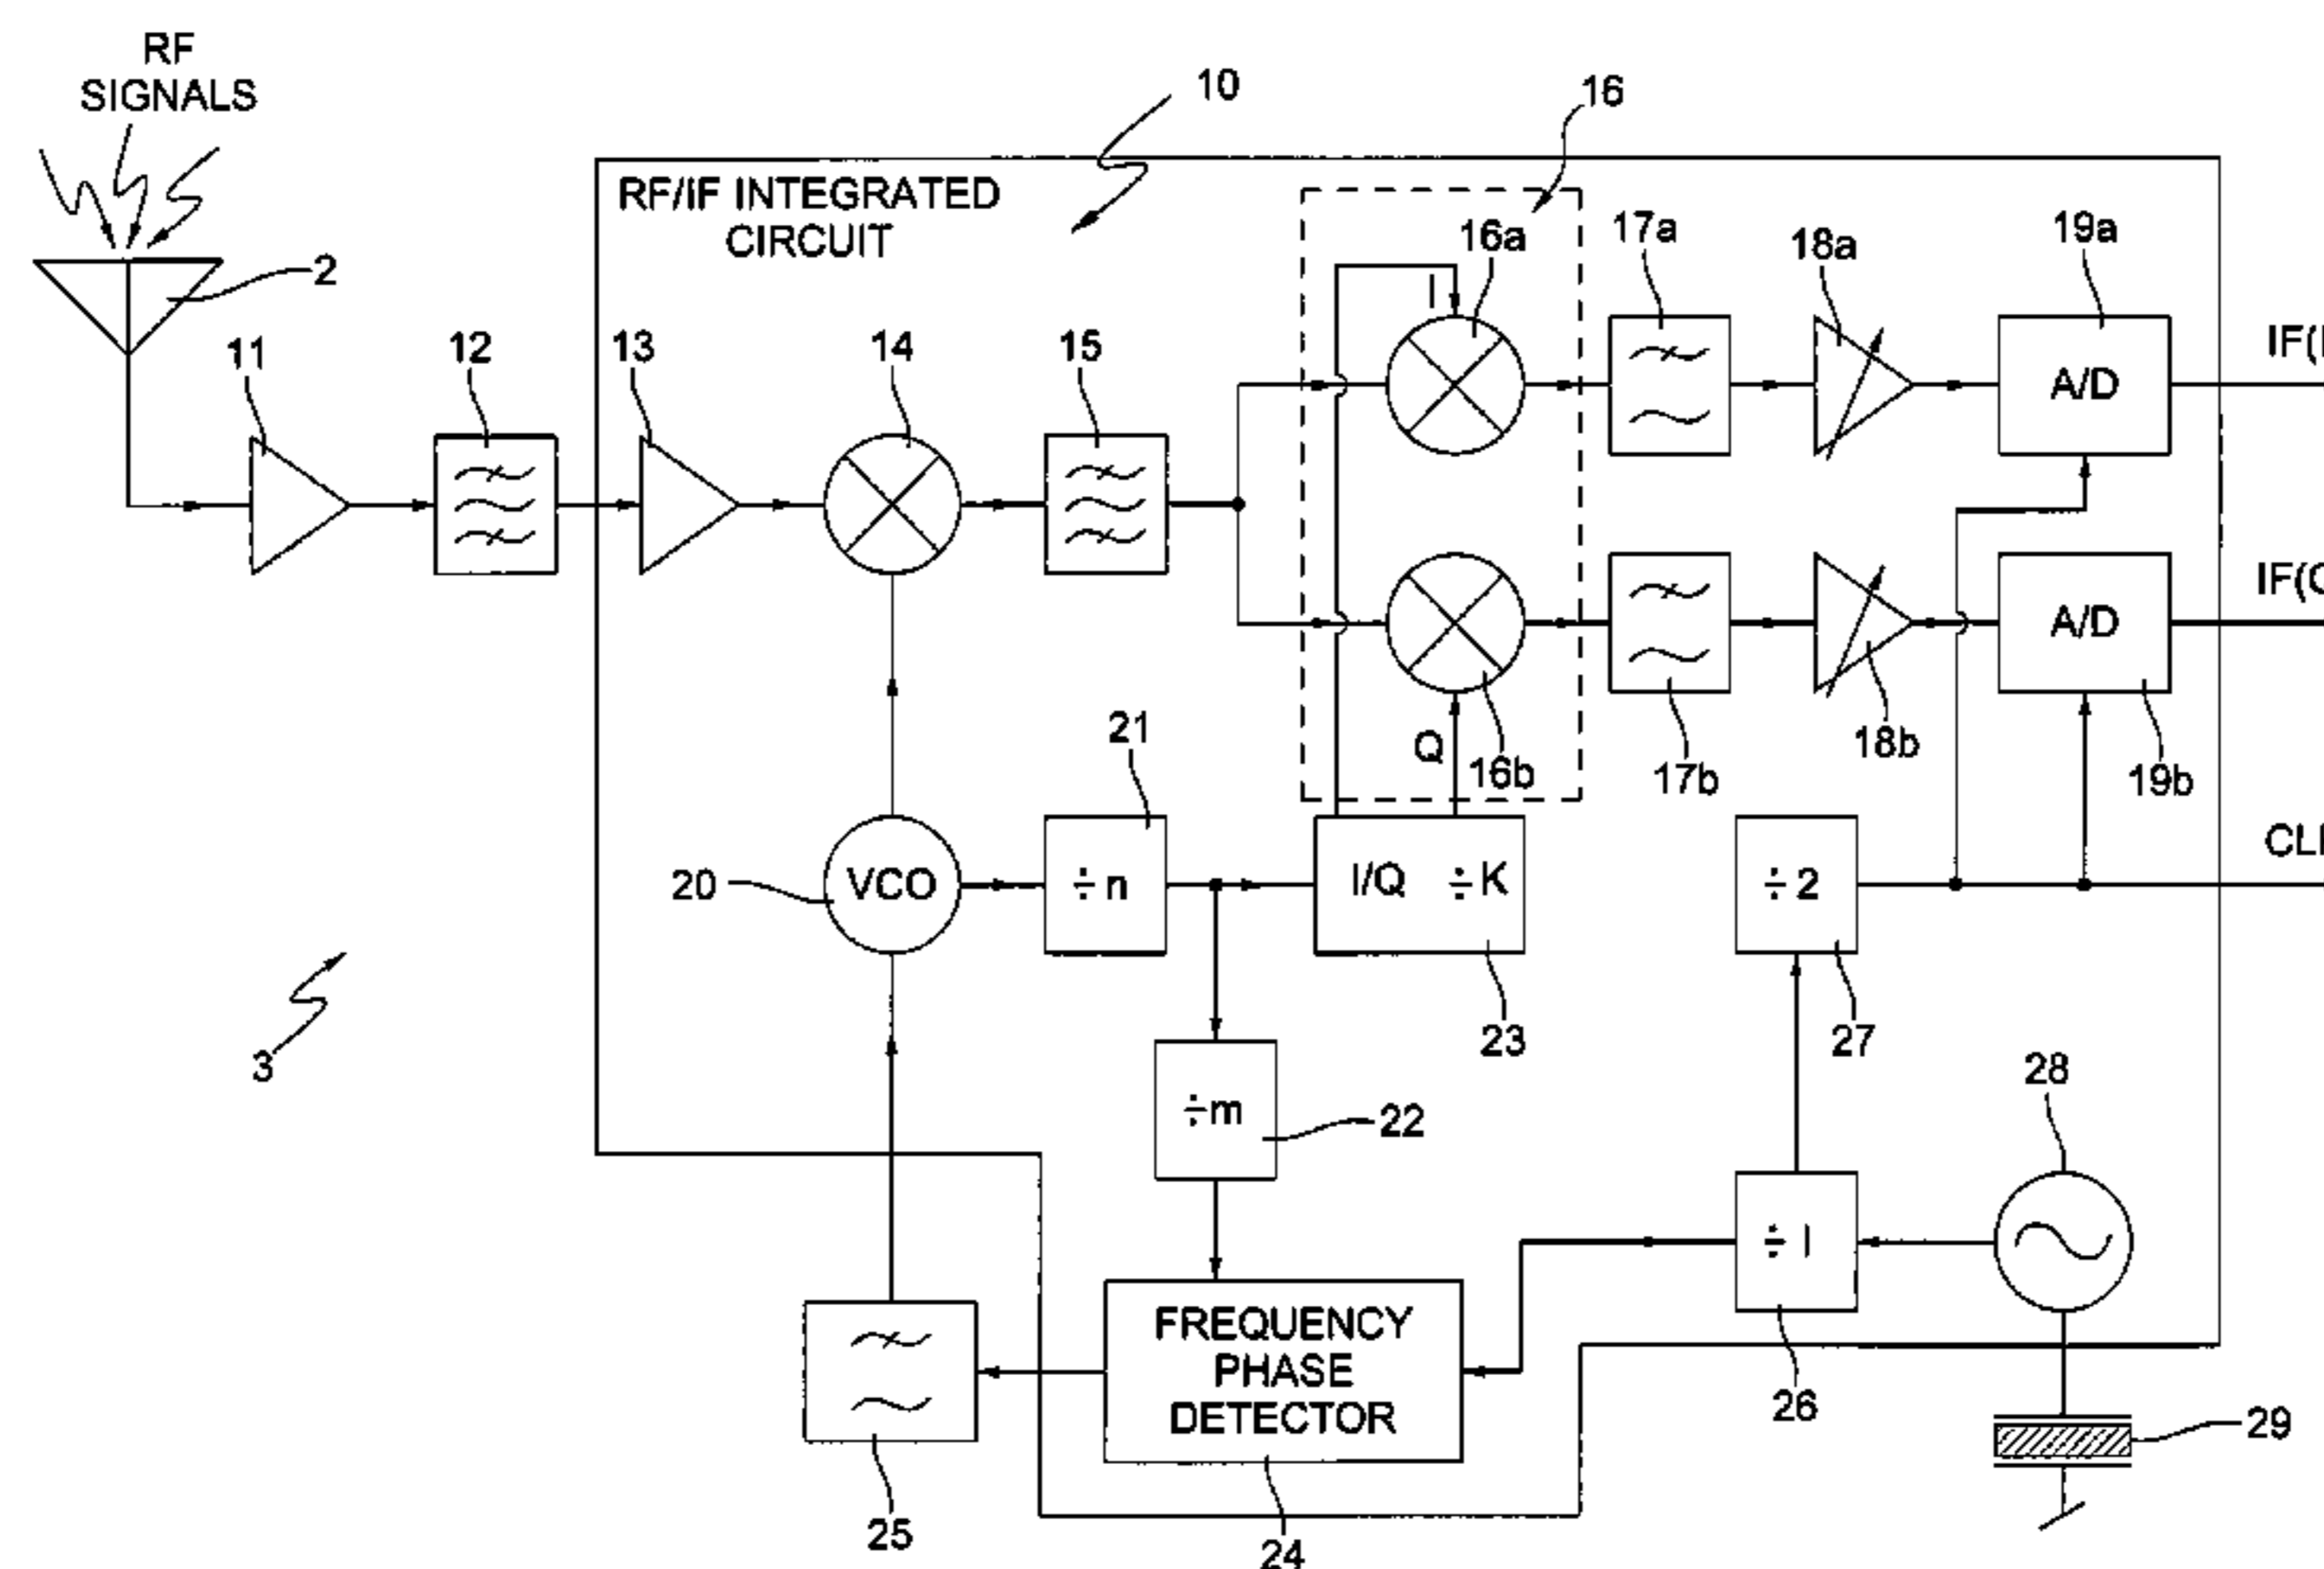 RF
SIGNALS
10
16
RF/IF INTEGRATED
CIRCUIT
2
16a
17a
18a
19a
I
11
12
13
14
15
A/D
IF(
A/D
IF(
Q
16b
17b
18b
19b
21
20
VCO
÷ n
I/Q ÷ K
÷ 2
CL
3
23
27
28
÷ m
22
÷ I
FREQUENCY
PHASE
DETECTOR
26
29
25
24